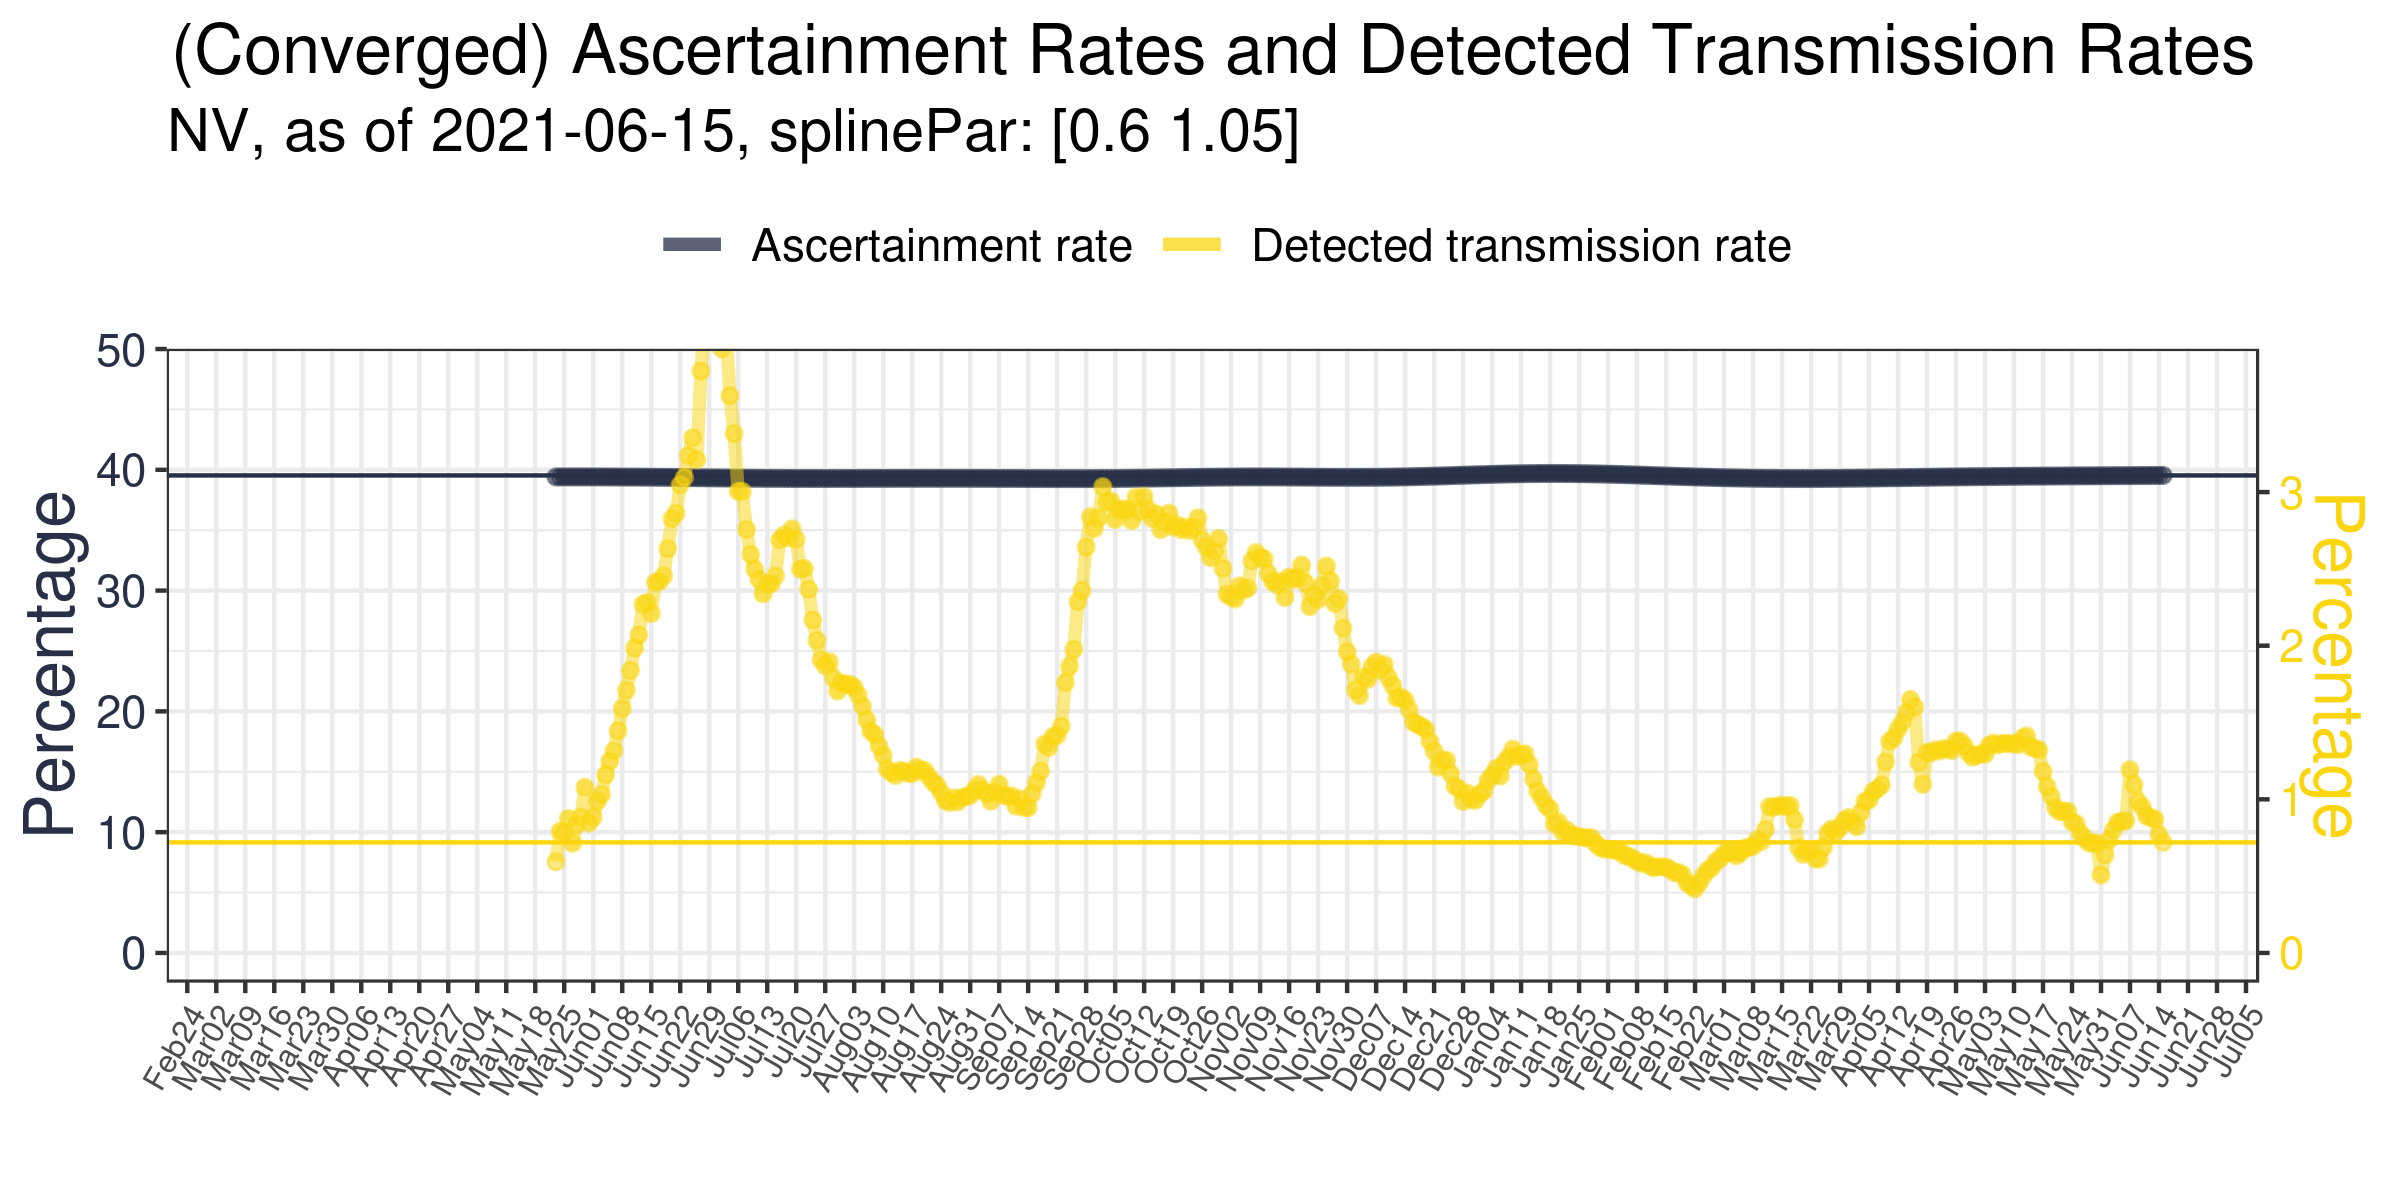 (Converged) Ascertainment Rates and Detected Transmission Rates
NV, as of 2021-06-15, splinePar: [0.6 1.05]
Ascertainment rate Detected transmission rate
Percentage
50
40
30
20
10
0
3
2
1
0
Percentage
Feb24 Mar02 Mar09 Mar16 Mar23 Mar30 Apr06 Apr13 Apr20 Apr27 May04 May11 May18 May25 Jun01 Jun08 Jun15 Jun22 Jun29 Jul06 Jul13 Jul20 Jul27 Aug03 Aug10 Aug17 Aug24 Aug31 Sep07 Sep14 Sep21 Sep28 Oct05 Oct12 Oct19 Oct26 Nov02 Nov09 Nov16 Nov23 Nov30 Dec07 Dec14 Dec21 Dec28 Jan04 Jan11 Jan18 Jan25 Feb01 Feb08 Feb15 Feb22 Mar01 Mar08 Mar15 Mar22 Mar29 Apr05 Apr12 Apr19 Apr26 May03 May10 May17 May24 May31 Jun07 Jun14 Jun21 Jun28 Jul05